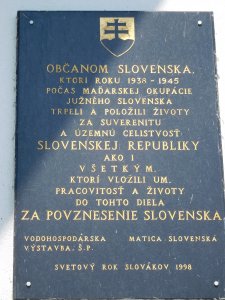 OBČANOM SLOVENSKA,
KTORÍ ROKU 1938 - 1945
POČAS MAĎARSKEJ OKUPÁCIE
JUŽNÉHO SLOVENSKA
TRPELI A POLOŽILI ŽIVOTY
ZA SUVERENITU
A ÚZEMNÚ CELISTVOSŤ
SLOVENSKEJ REPUBLIKY
AKO I
VŠETKÝM,
KTORÍ VLOŽILI UM,
PRACOVITOSŤ A ŽIVOTY
DO TOHTO DIELA
ZA POVZNESENIE SLOVENSKA
VODOHOSPODÁRSKA MATICA SLOVENSKÁ
VÝSTAVBA, Š.P.
SVETOVÝ ROK SLOVÁKOV 1998